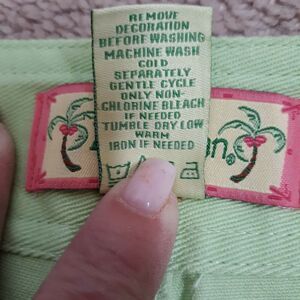 REMOVE
DECORATION
BEFORE WASHING
MACHINE WASH
COLD
SEPARATELY
GENTLE CYCLE
ONLY NON-
CHLORINE BLEACH
IF NEEDED
TUMBLE DRY LOW
WARM
IRON IF NEEDED